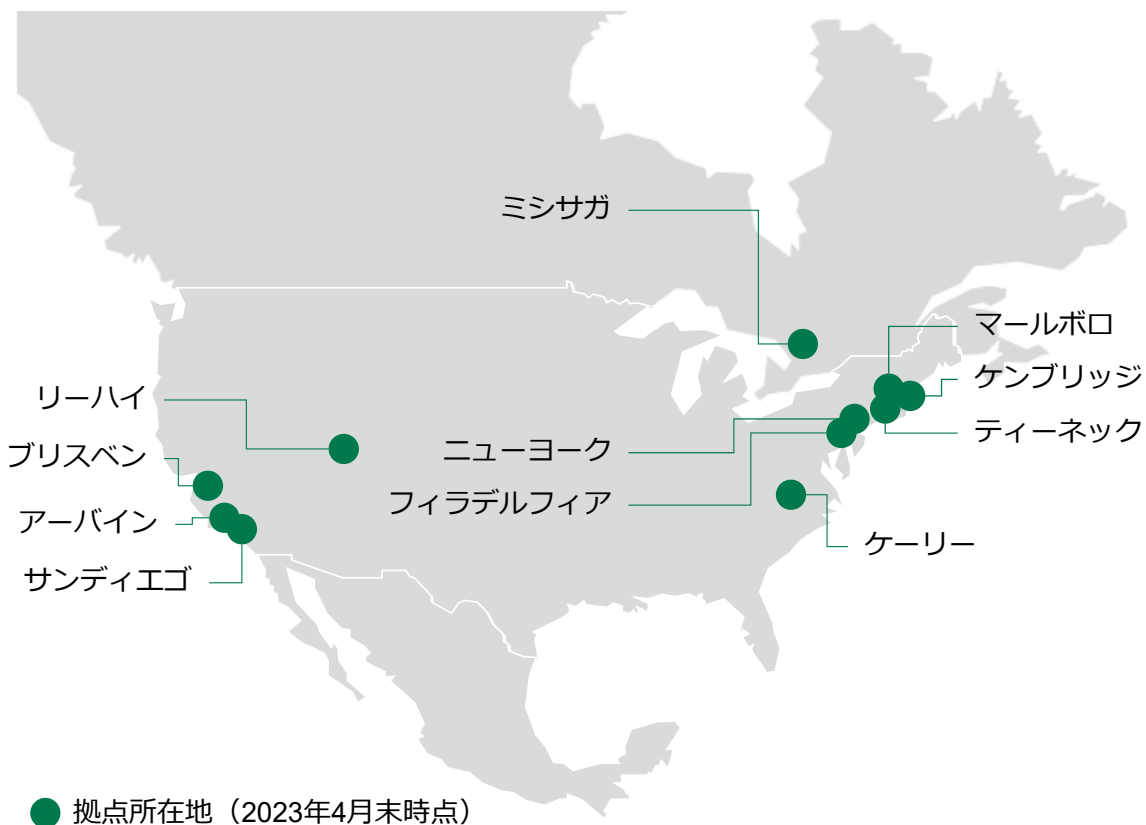 ミシサガ
マールボロ
ケンブリッジ
ティーネック
リーハイ
ブリスベン
アーバイン
サンディエゴ
ニューヨーク
フィラデルフィア
ケーリー
拠点所在地（2023年4月末時点）